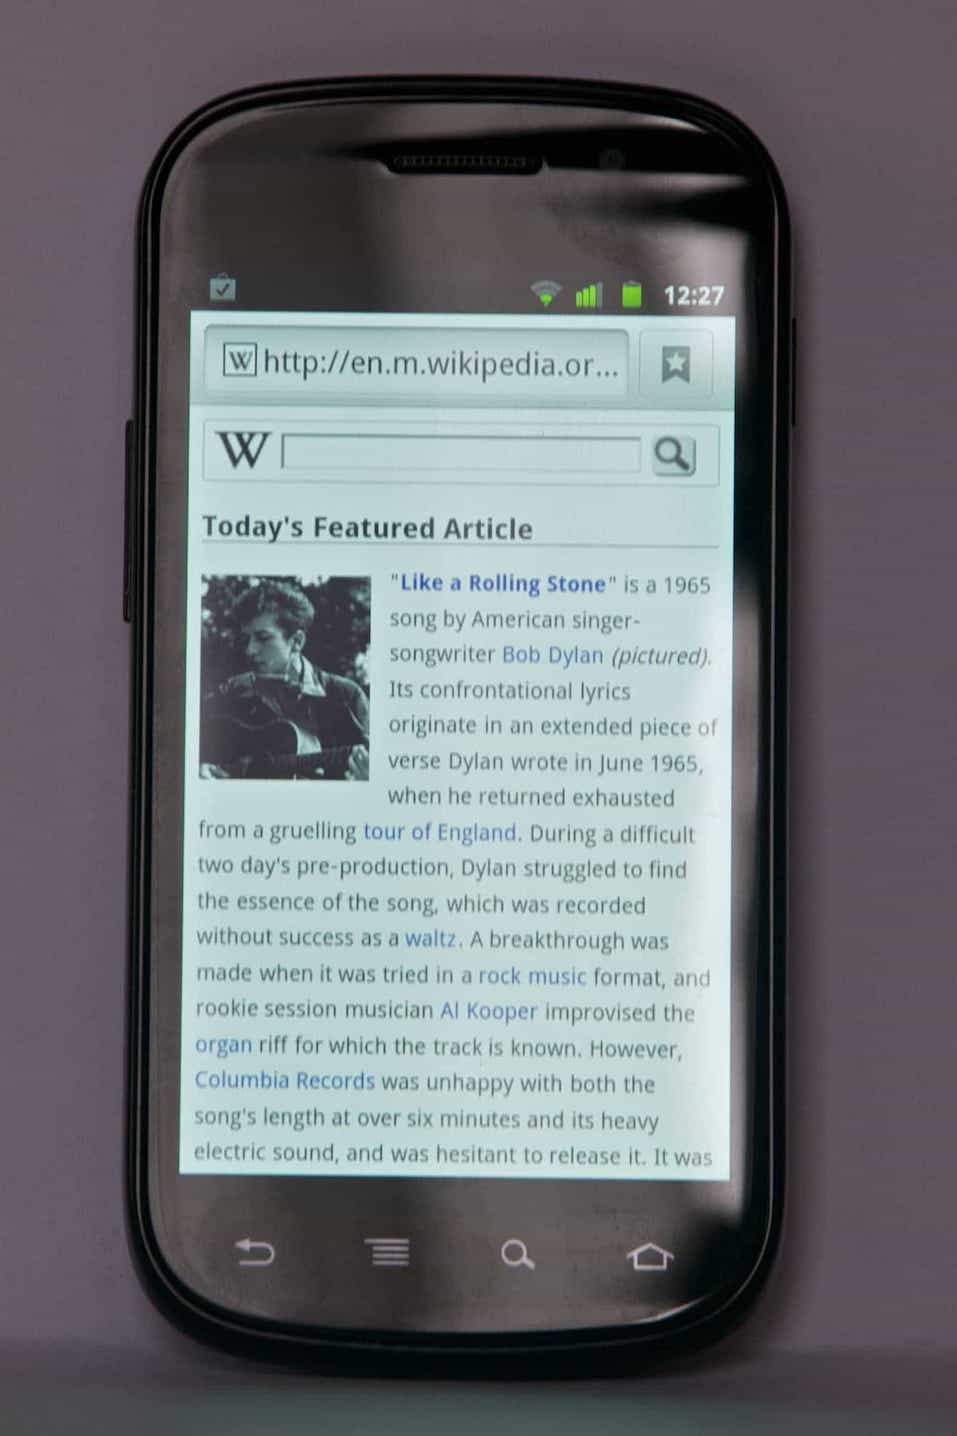 12:27
W http://en.m.wikipedia.or...
W
Today's Featured Article
"Like a Rolling Stone" is a 1965
song by American singer-
songwriter Bob Dylan (pictured).
Its confrontational lyrics
originate in an extended piece of
verse Dylan wrote in June 1965,
when he returned exhausted
from a gruelling tour of England. During a difficult
two day's pre-production, Dylan struggled to find
the essence of the song, which was recorded
without success as a waltz. A breakthrough was
made when it was tried in a rock music format, and
rookie session musician Al Kooper improvised the
organ riff for which the track is known. However,
Columbia Records was unhappy with both the
song's length at over six minutes and its heavy
electric sound, and was hesitant to release it. It was